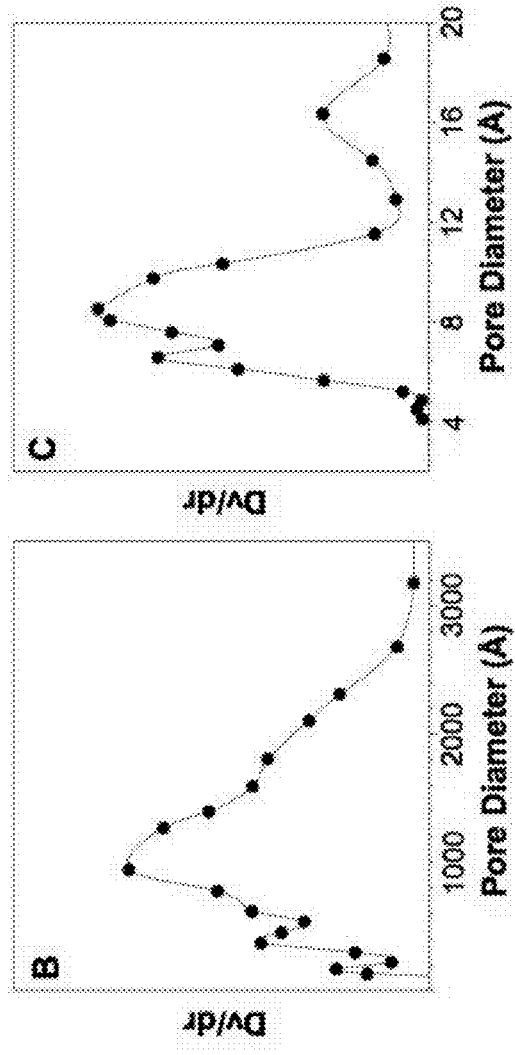 B
Dv/dr
1000 2000 3000
Pore Diameter (Å)
C
Dv/dr
4 8 12 16 20
Pore Diameter (Å)